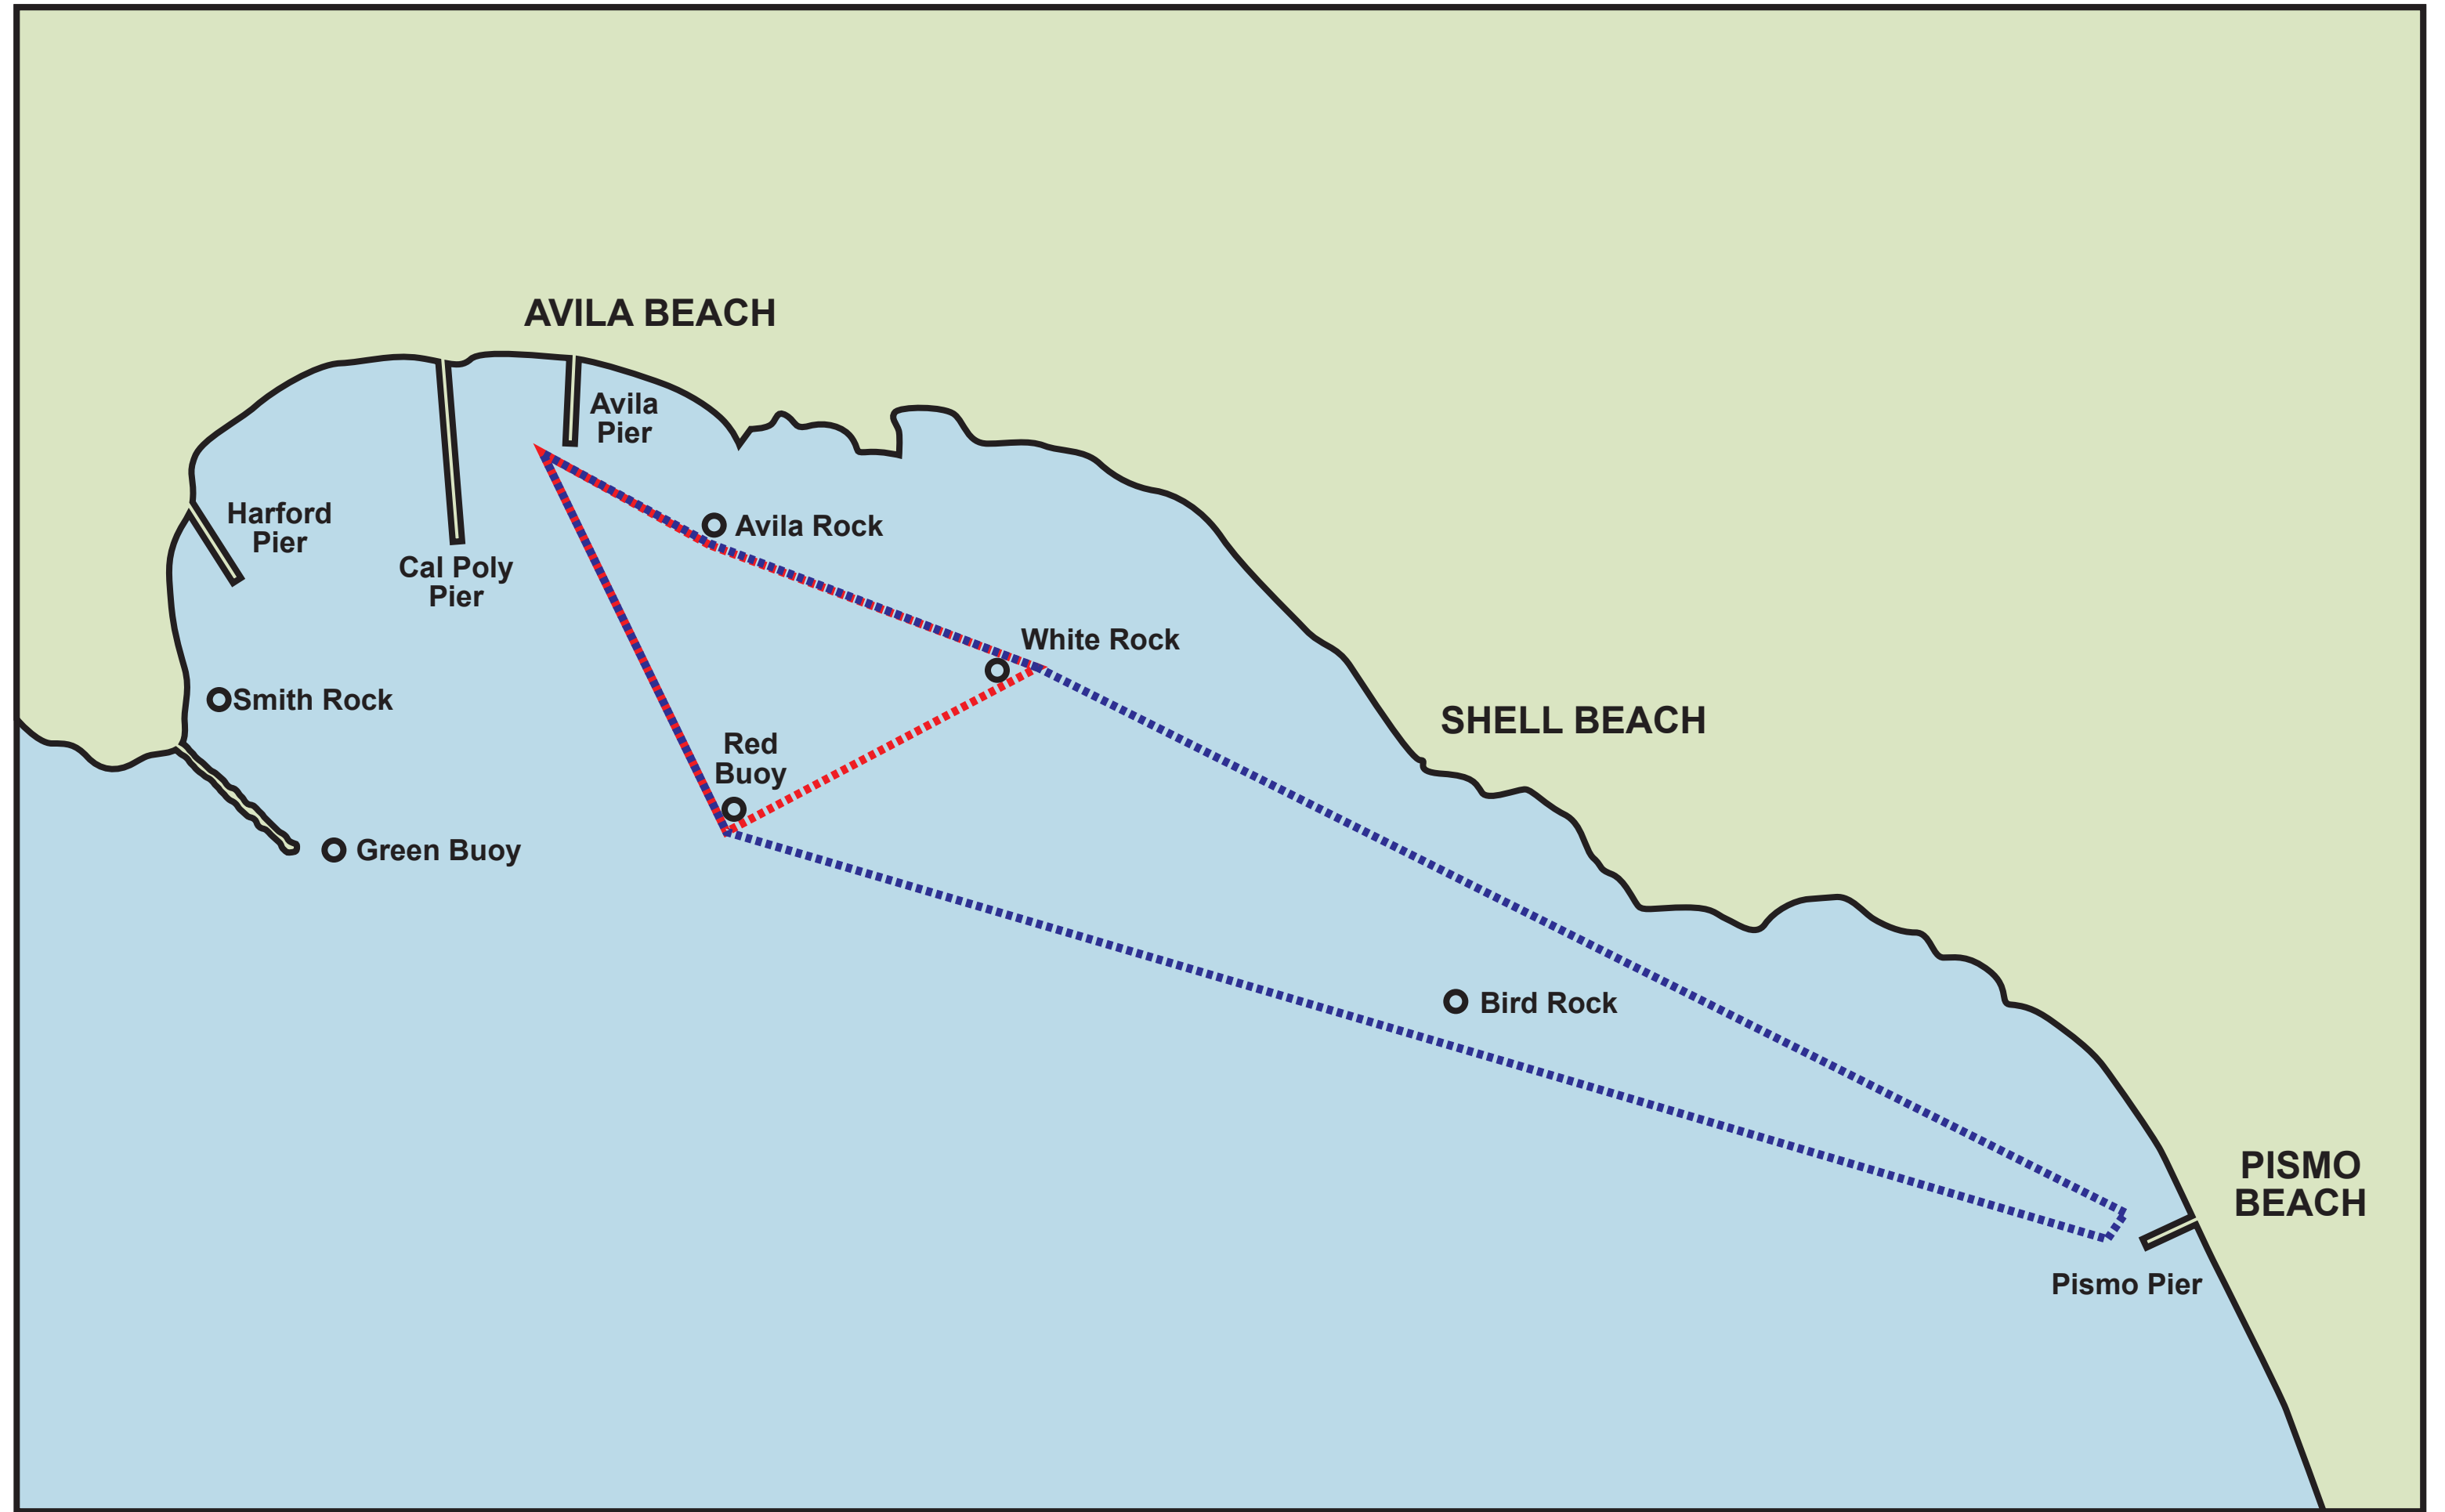 AVILA BEACH
Avila
Pier
Harford
Pier
Avila Rock
Cal Poly
Pier
White Rock
Smith Rock
SHELL BEACH
Red
Buoy
Green Buoy
Bird Rock
PISMO
BEACH
Pismo Pier